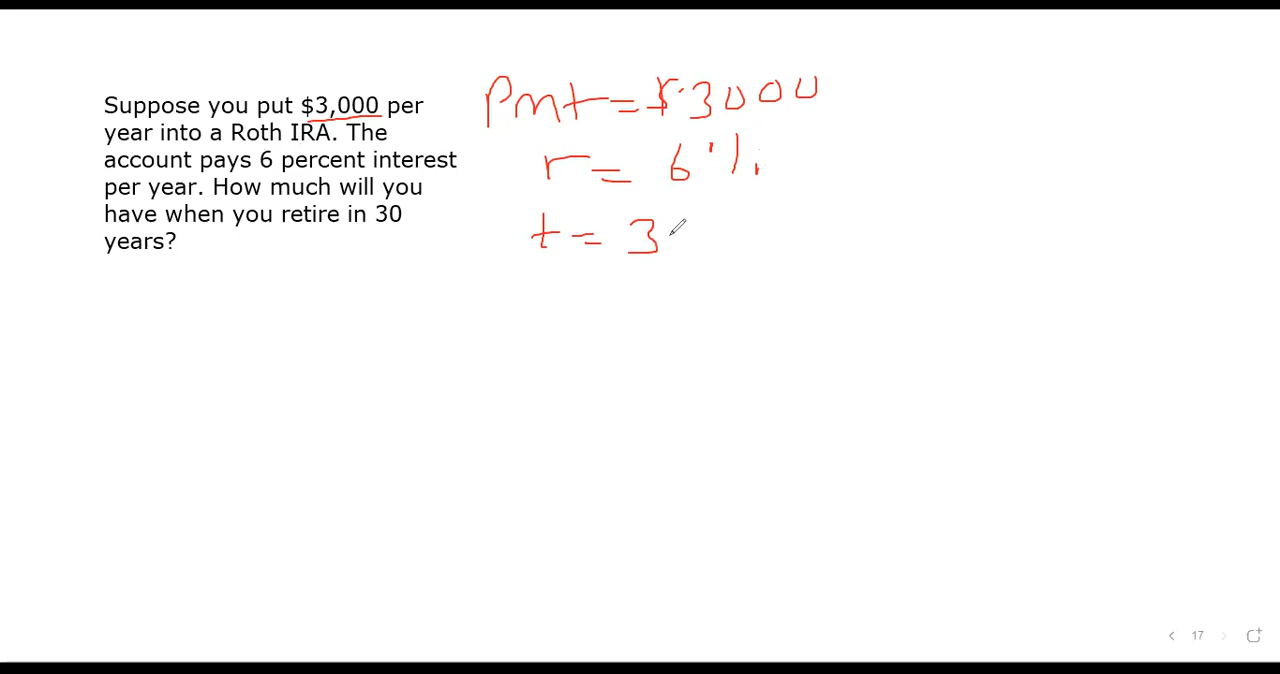 Suppose you put $3,000 per
year into a Roth IRA. The
account pays 6 percent interest
per year. How much will you
have when you retire in 30
years?
Pmt = $3000
r = 6%
t = 3
17